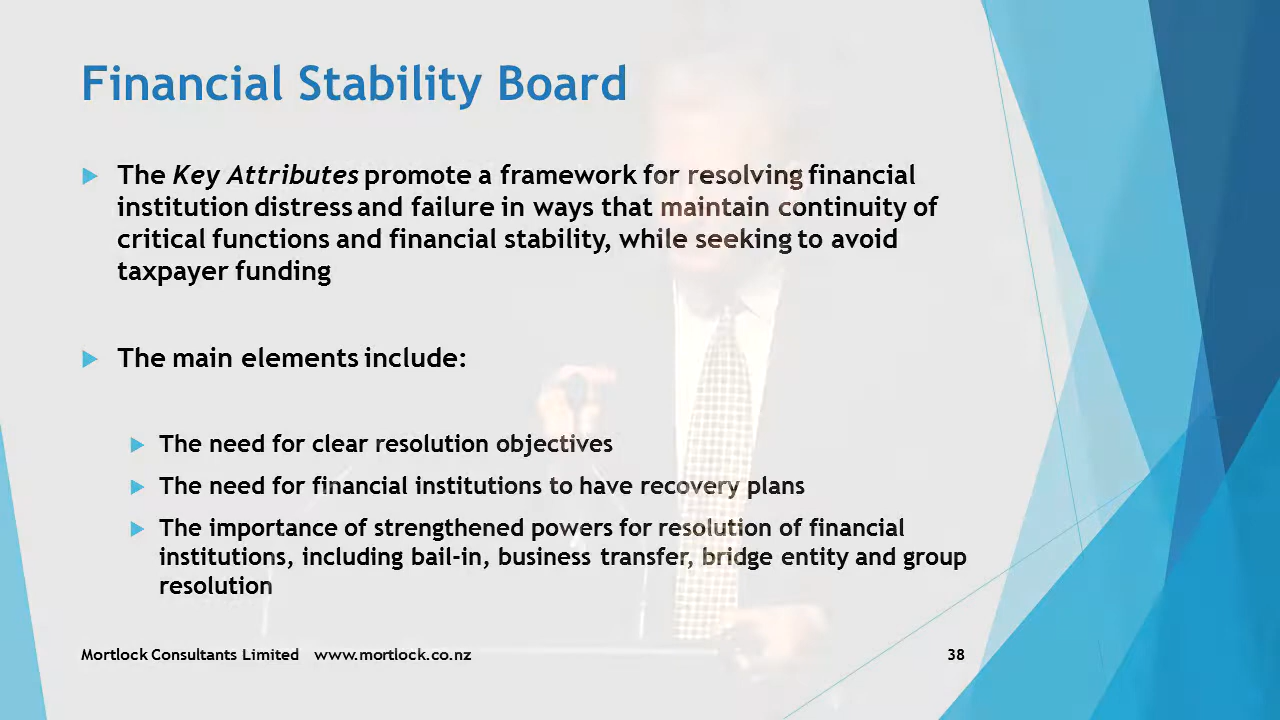 Financial Stability Board
The Key Attributes promote a framework for resolving financial
institution distress and failure in ways that maintain continuity of
critical functions and financial stability, while seeking to avoid
taxpayer funding
The main elements include:
The need for clear resolution objectives
The need for financial institutions to have recovery plans
The importance of strengthened powers for resolution of financial
institutions, including bail-in, business transfer, bridge entity and group
resolution
Mortlock Consultants Limited www.mortlock.co.nz 38